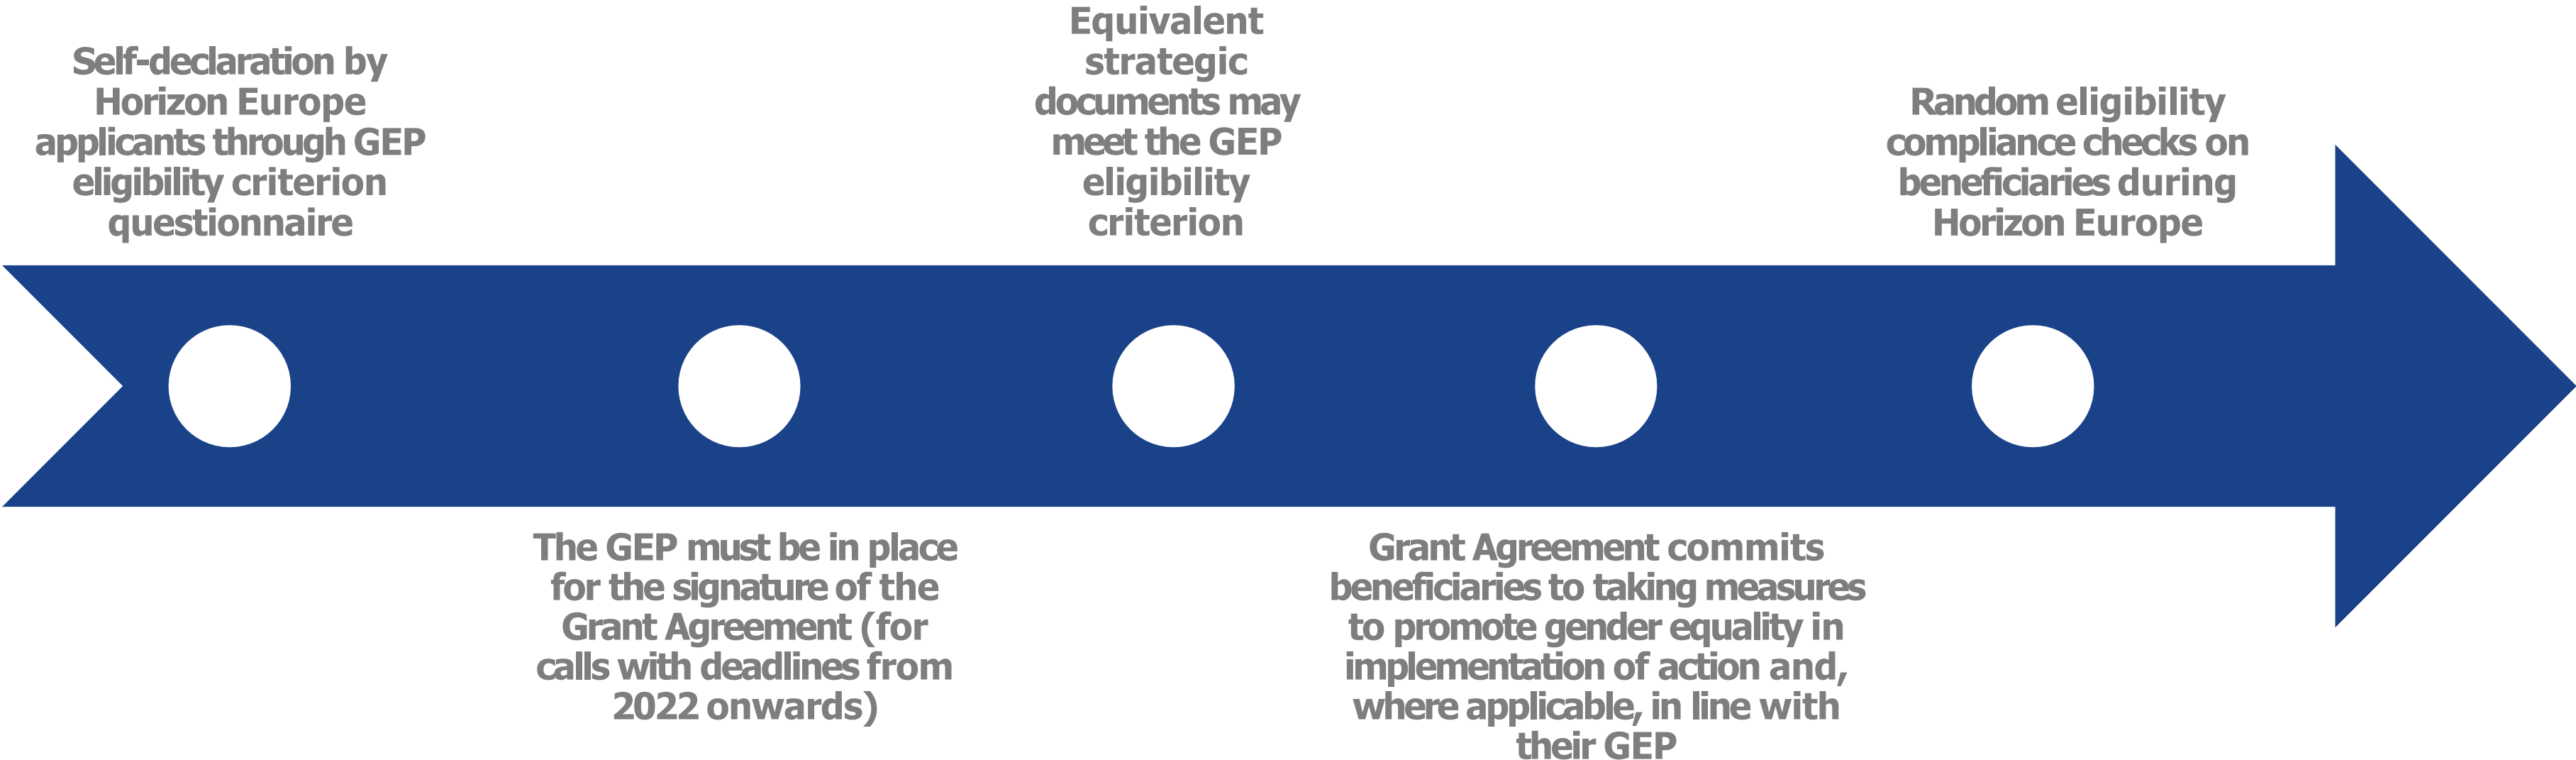 Self-declaration by
Horizon Europe
applicants through GEP
eligibility criterion
questionnaire
The GEP must be in place
for the signature of the
Grant Agreement (for
calls with deadlines from
2022 onwards)
Equivalent
strategic
documents may
meet the GEP
eligibility
criterion
Grant Agreement commits
beneficiaries to taking measures
to promote gender equality in
implementation of action and,
where applicable, in line with
their GEP
Random eligibility
compliance checks on
beneficiaries during
Horizon Europe